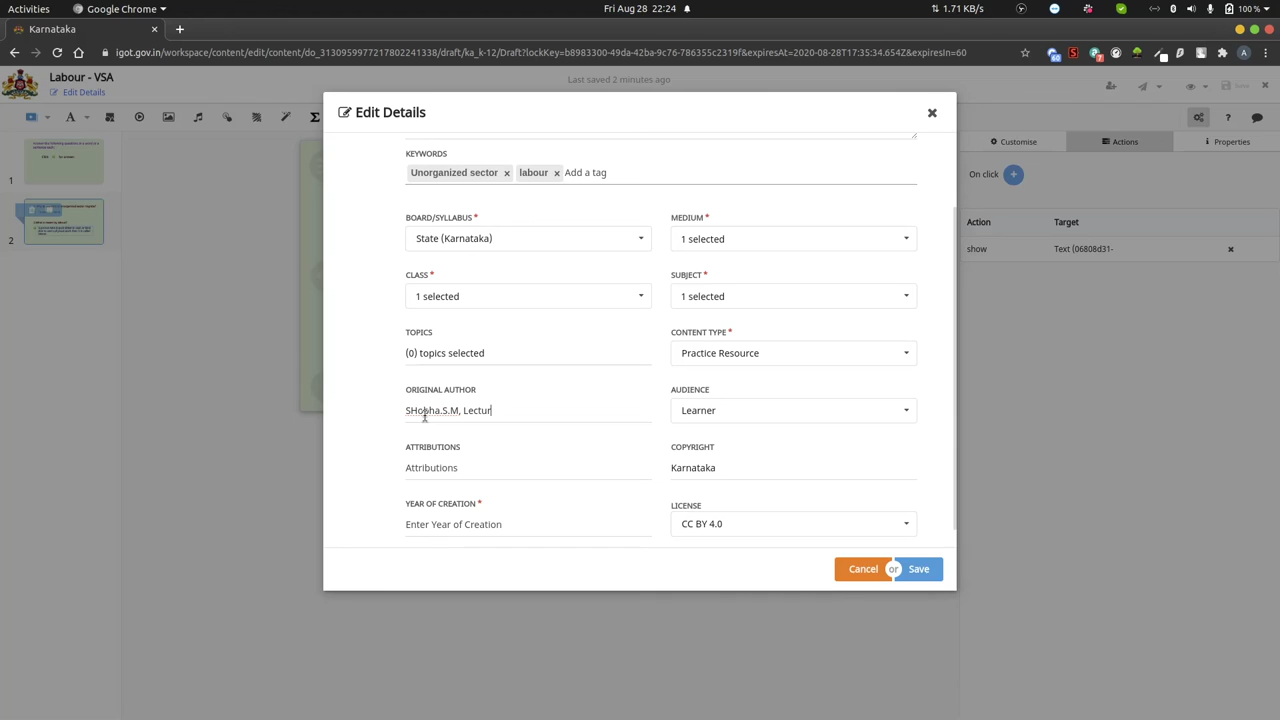 Activities
Google Chrome
Fri Aug 28 22:24
1.71 KB/s
100 %
Karnataka
igot.gov.in/workspace/content/edit/content/do_3130959977217802241338/draft/ka_k-12/Draft?lockKey=b8983300-49da-42ba-9c76-786355c2319f&expiresAt=2020-08-28T17:35:34.654Z&expiresIn=60
Labour - VSA
Edit Details
Last saved 2 minutes ago
Save
Edit Details
Customise
Actions
Properties
On click
Action
Target
show
Text (06808d31-
1
2
KEYWORDS
Unorganized sector
labour
Add a tag
BOARD/SYLLABUS *
MEDIUM *
State (Karnataka)
1 selected
CLASS *
SUBJECT *
1 selected
1 selected
TOPICS
CONTENT TYPE *
(0) topics selected
Practice Resource
ORIGINAL AUTHOR
AUDIENCE
SHobha.S.M, Lectur
Learner
ATTRIBUTIONS
COPYRIGHT
Attributions
Karnataka
YEAR OF CREATION *
LICENSE
Enter Year of Creation
CC BY 4.0
Cancel
or
Save